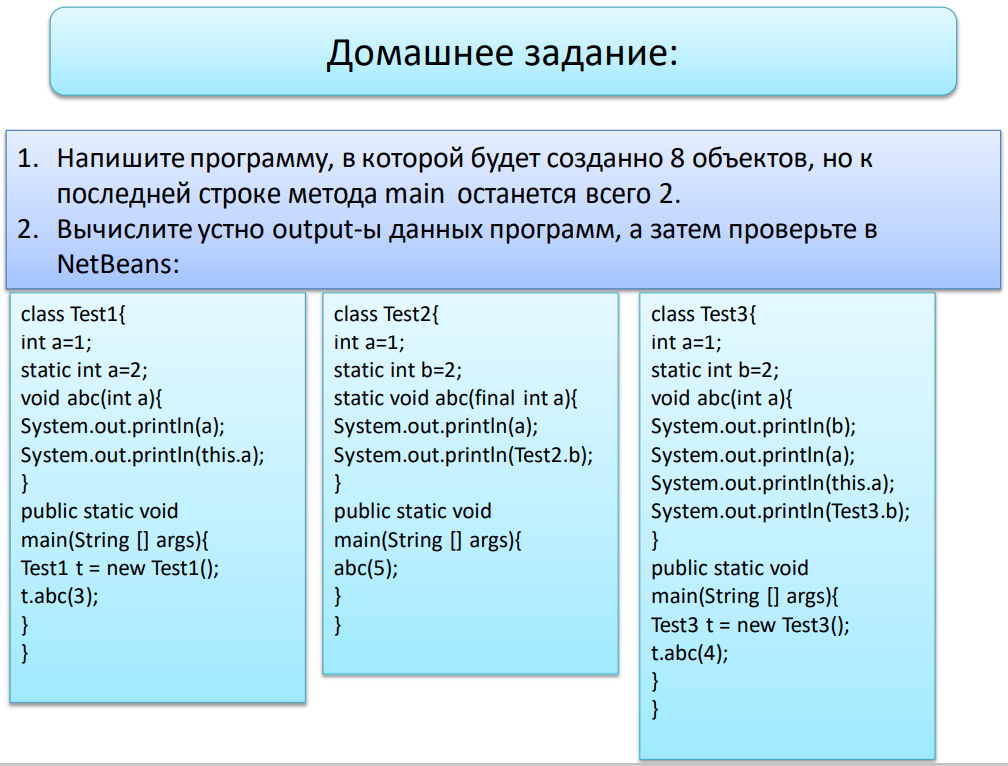 Домашнее задание:
1. Напишите программу, в которой будет созданно 8 объектов, но к
последней строке метода main останется всего 2.
2. Вычислите устно output-ы данных программ, а затем проверьте в
NetBeans:
class Test1{
int a=1;
static int a=2;
void abc(int a){
System.out.println(a);
System.out.println(this.a);
}
public static void
main(String [] args){
Test1 t = new Test1();
t.abc(3);
}
}
class Test2{
int a=1;
static int b=2;
static void abc(final int a){
System.out.println(a);
System.out.println(Test2.b);
}
public static void
main(String [] args){
abc(5);
}
}
class Test3{
int a=1;
static int b=2;
void abc(int a){
System.out.println(b);
System.out.println(a);
System.out.println(this.a);
System.out.println(Test3.b);
}
public static void
main(String [] args){
Test3 t = new Test3();
t.abc(4);
}
}